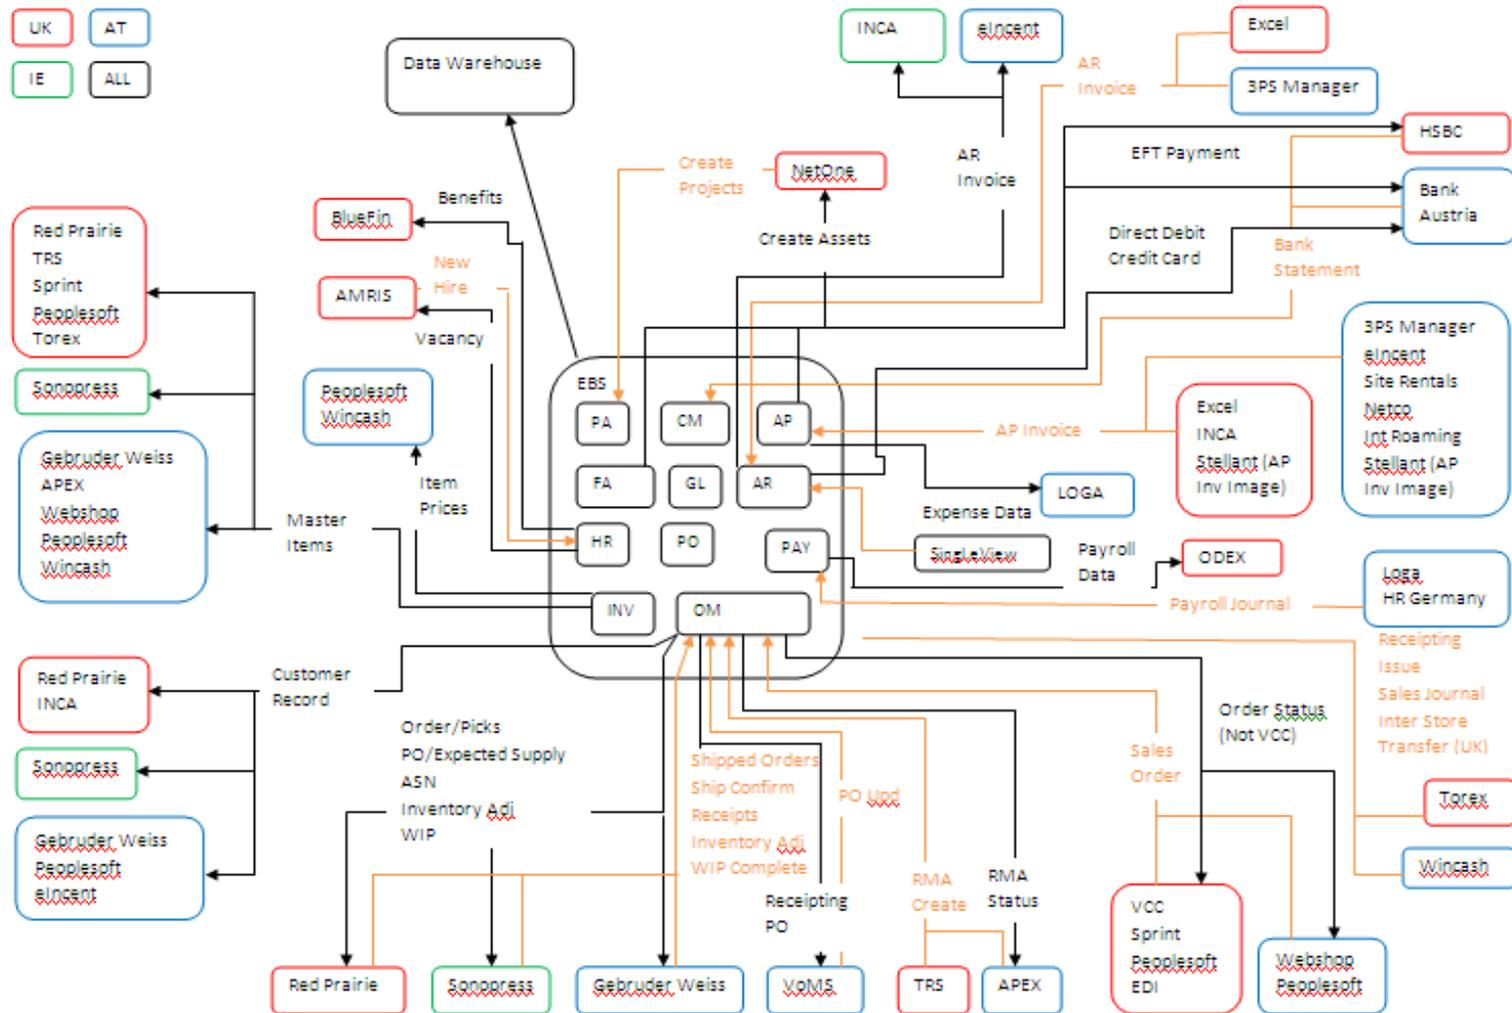 UK
AT
IE
ALL
Data Warehouse
INCA
eIncent
Excel
3PS Manager
AR
Invoice
HSBC
EFT Payment
Bank
Austria
AR
Invoice
Create
Projects
NetOne
Create Assets
Direct Debit
Credit Card
Bank
Statement
Benefits
BlueFin
New
Hire
AMRIS
Vacancy
Red Prairie
TRS
Sprint
Peoplesoft
Torex
Sonopress
Gebruder Weiss
APEX
Webshop
Peoplesoft
Wincash
Peoplesoft
Wincash
Item
Prices
Master
Items
EBS
PA
CM
AP
FA
GL
AR
HR
PO
PAY
INV
OM
AP Invoice
Excel
INCA
Stellant (AP
Inv Image)
3PS Manager
eIncent
Site Rentals
Netco
Int Roaming
Stellant (AP
Inv Image)
LOGA
Expense Data
SingleView
Payroll
Data
ODEX
Payroll Journal
Loga
HR Germany
Receipting
Issue
Sales Journal
Inter Store
Transfer (UK)
Torex
Wincash
Customer
Record
Red Prairie
INCA
Sonopress
Gebruder Weiss
Peoplesoft
eIncent
Order/Picks
PO/Expected Supply
ASN
Inventory Adj
WIP
Shipped Orders
Ship Confirm
Receipts
Inventory Adj
WIP Complete
PO Upd
Receipting
PO
RMA
Create
RMA
Status
Sales
Order
Order Status
(Not VCC)
Red Prairie
Sonopress
Gebruder Weiss
VoMS
TRS
APEX
VCC
Sprint
Peoplesoft
EDI
Webshop
Peoplesoft